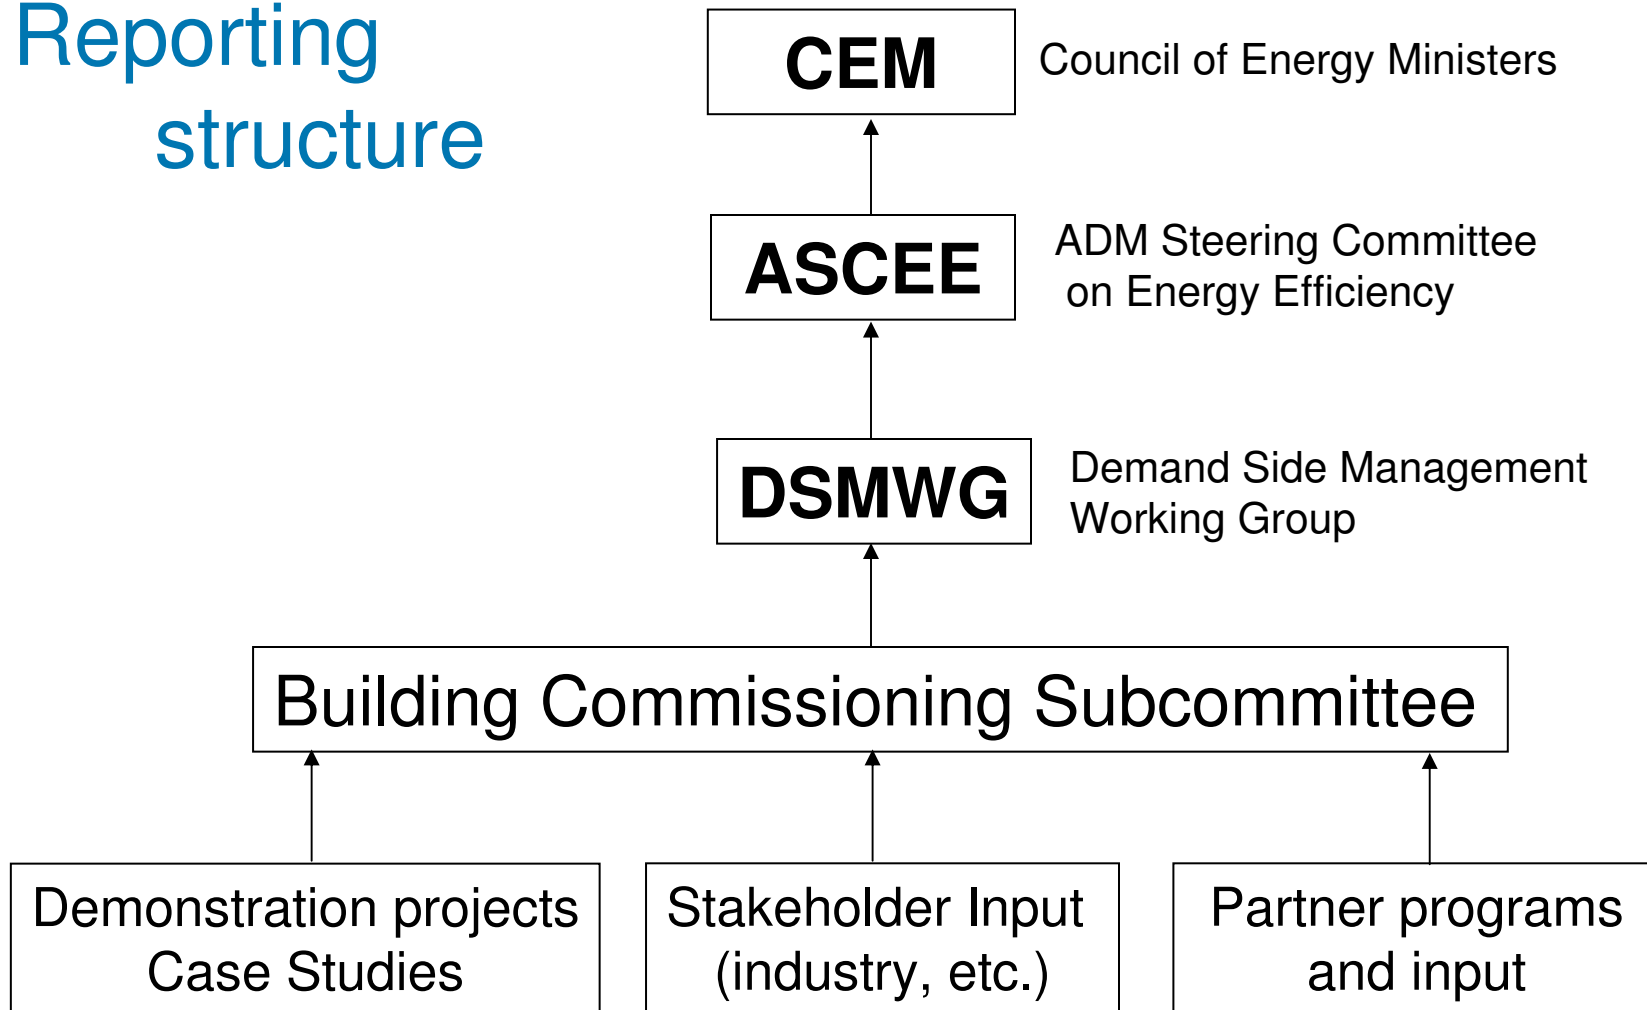 Reporting
structure
CEM
Council of Energy Ministers
ASCEE
ADM Steering Committee
on Energy Efficiency
DSMWG
Demand Side Management
Working Group
Building Commissioning Subcommittee
Demonstration projects
Case Studies
Stakeholder Input
(industry, etc.)
Partner programs
and input